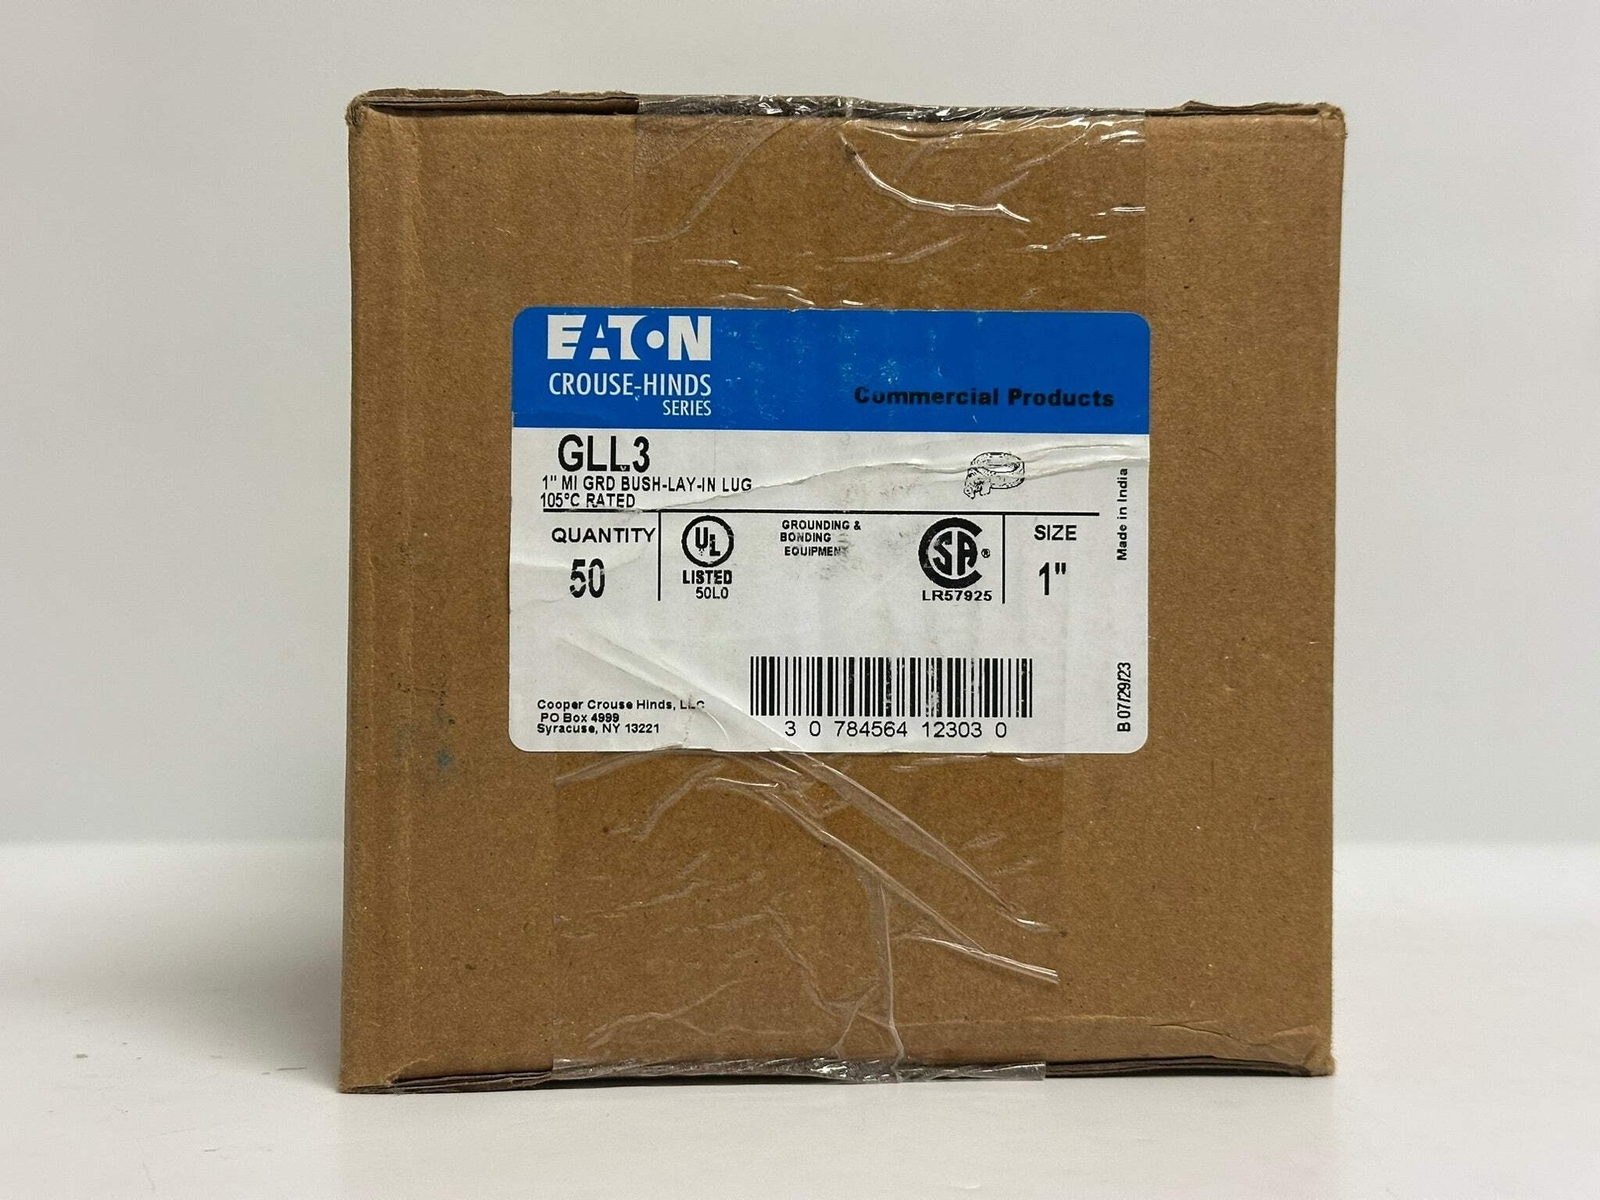 EATON
CROUSE-HINDS
SERIES
Commercial Products
GLL3
1" MI GRD BUSH-LAY-IN LUG
105°C RATED
QUANTITY
50
UL
LISTED
50L0
GROUNDING &
BONDING
EQUIPMENT
CSA®
LR57925
SIZE
1"
Made in India
B 07/29/23
Cooper Crouse Hinds, LLC
PO Box 4999
Syracuse, NY 13221
3 0 784564 12303 0